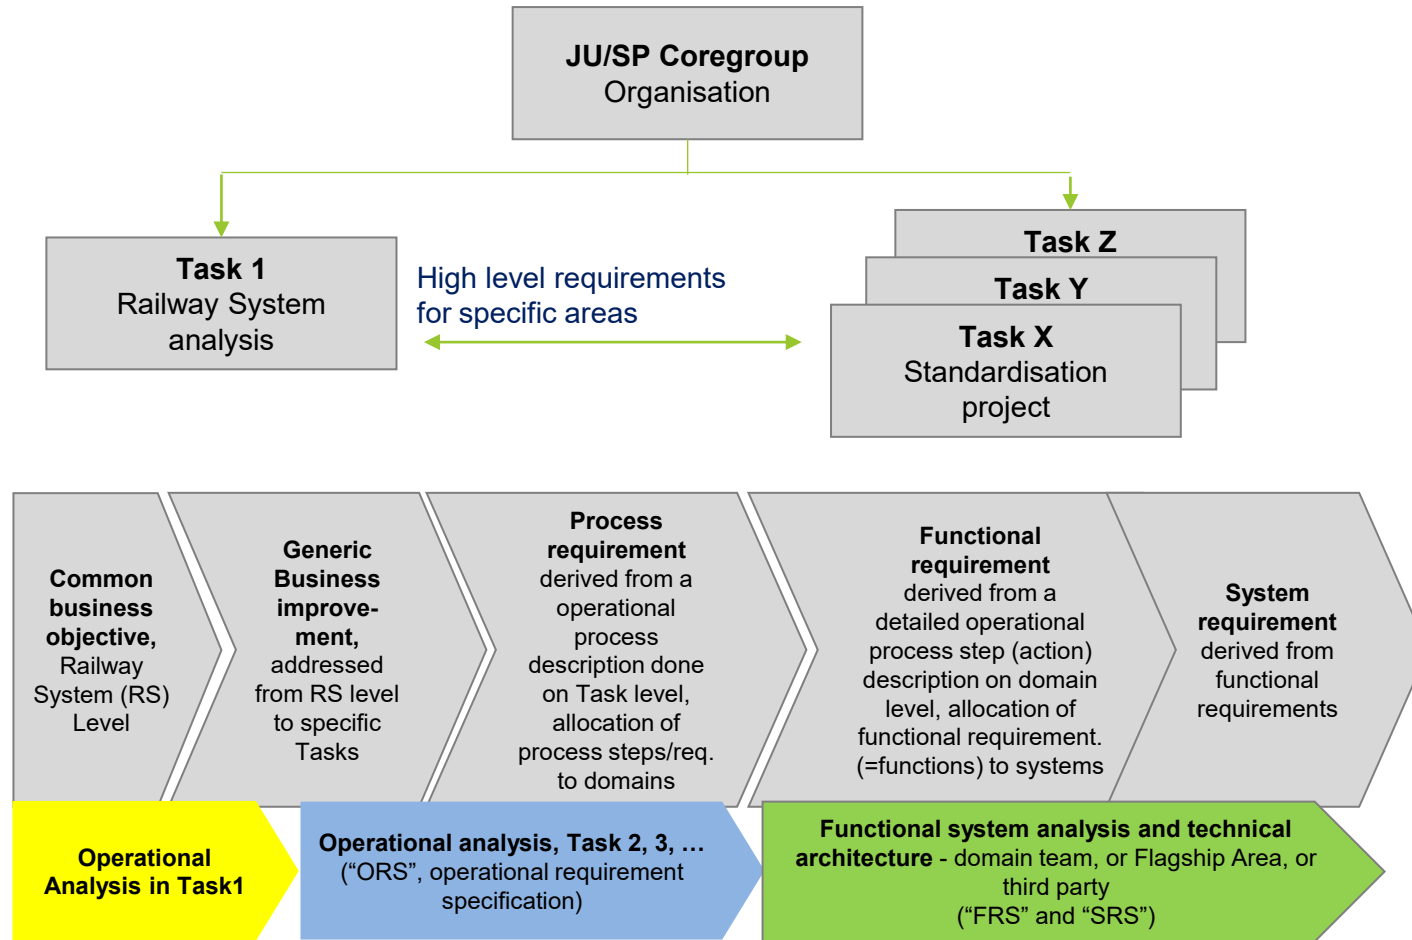 JU/SP Coregroup
Organisation
Task 1
Railway System
analysis
High level requirements
for specific areas
Task Z
Task Y
Task X
Standardisation
project
Common
business
objective,
Railway
System (RS)
Level
Generic
Business
improve-
ment,
addressed
from RS level
to specific
Tasks
Process
requirement
derived from a
operational
process
description done
on Task level,
allocation of
process steps/req.
to domains
Functional
requirement
derived from a
detailed operational
process step (action)
description on domain
level, allocation of
functional requirement.
(=functions) to systems
System
requirement
derived from
functional
requirements
Operational
Analysis in Task1
Operational analysis, Task 2, 3, …
(“ORS”, operational requirement
specification)
Functional system analysis and technical
architecture - domain team, or Flagship Area, or
third party
(“FRS” and “SRS”)